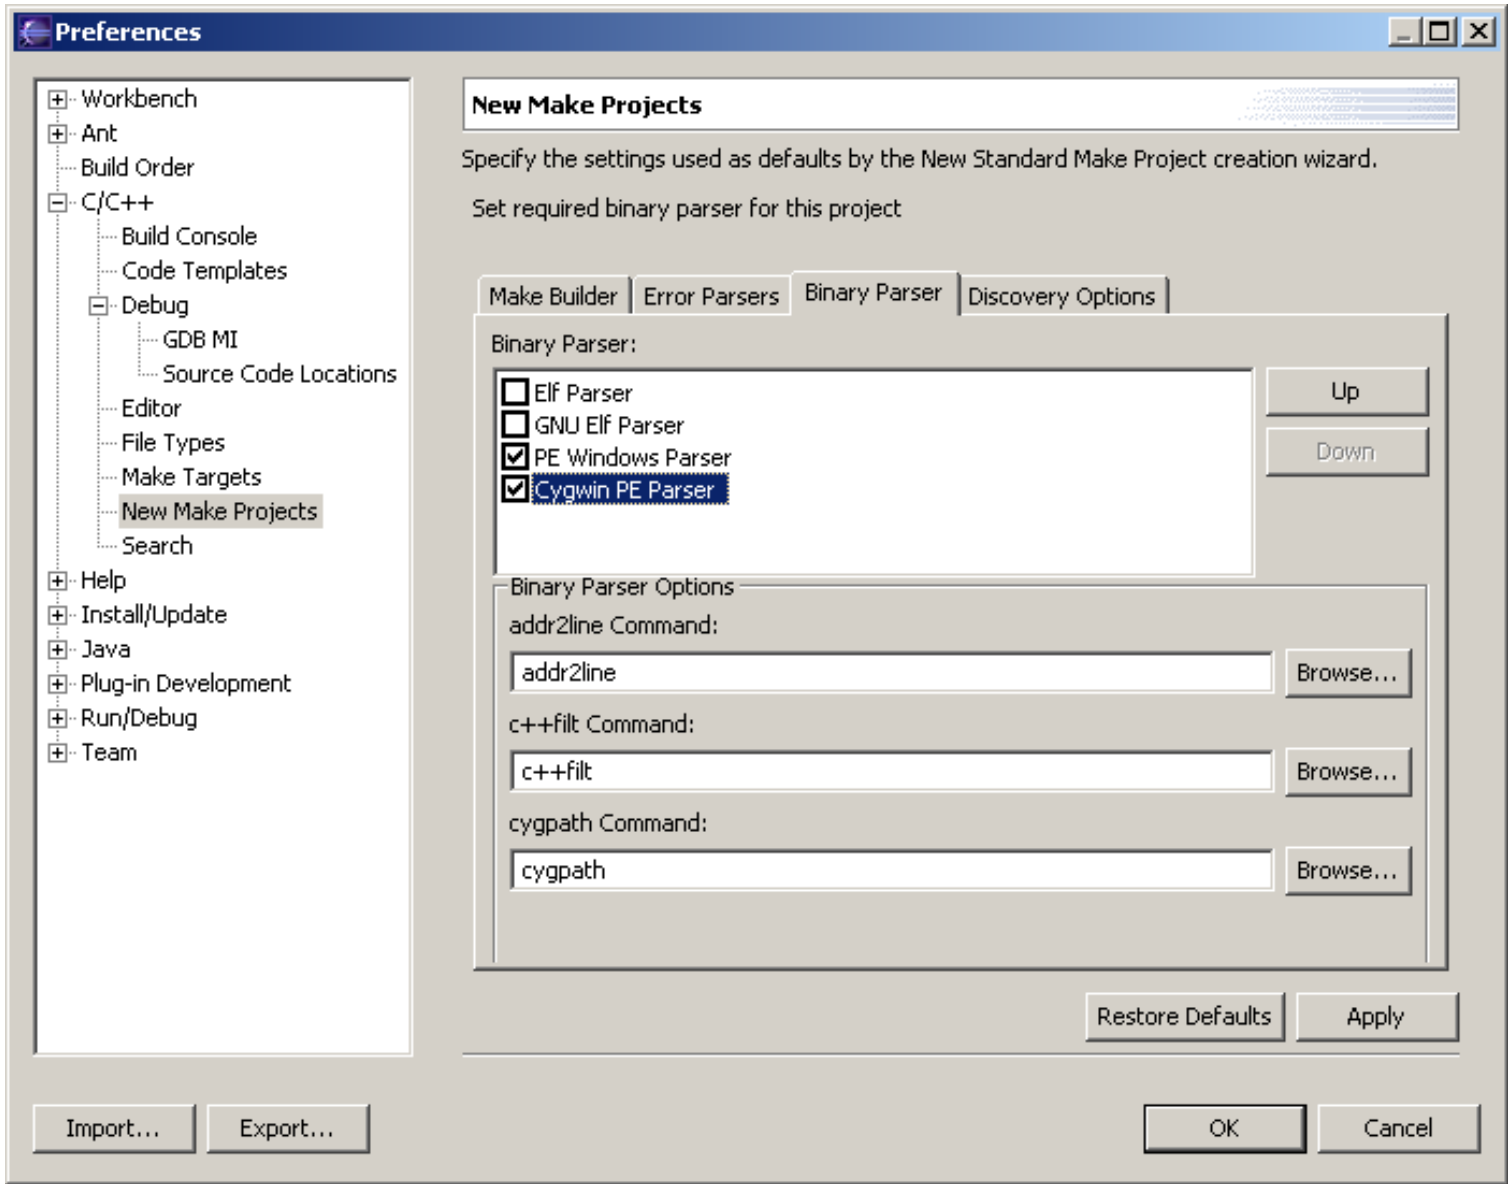 Preferences
Workbench
Ant
Build Order
C/C++
Build Console
Code Templates
Debug
GDB MI
Source Code Locations
Editor
File Types
Make Targets
New Make Projects
Search
Help
Install/Update
Java
Plug-in Development
Run/Debug
Team
New Make Projects
Specify the settings used as defaults by the New Standard Make Project creation wizard.
Set required binary parser for this project
Make Builder
Error Parsers
Binary Parser
Discovery Options
Binary Parser:
Elf Parser
GNU Elf Parser
PE Windows Parser
Cygwin PE Parser
Up
Down
Binary Parser Options
addr2line Command:
addr2line
Browse...
c++filt Command:
c++filt
Browse...
cygpath Command:
cygpath
Browse...
Restore Defaults
Apply
Import...
Export...
OK
Cancel